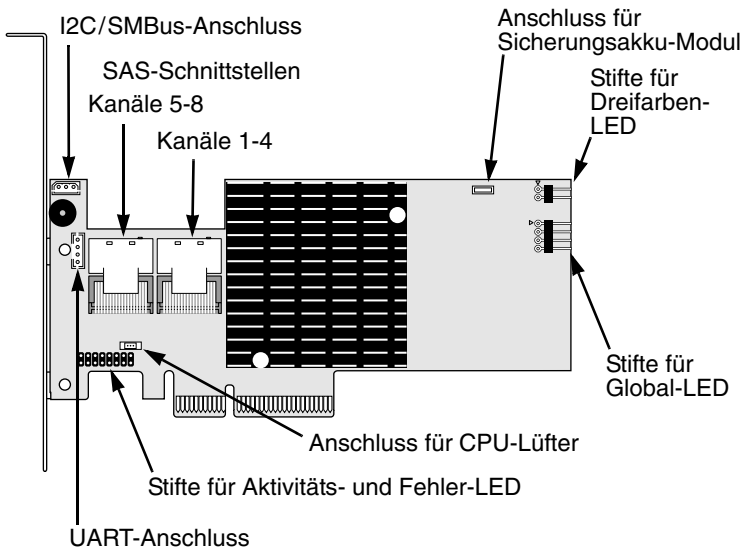 I2C/SMBus-Anschluss
SAS-Schnittstellen
Kanäle 5-8
Kanäle 1-4
Anschluss für
Sicherungsakku-Modul
Stifte für
Dreifarben-
LED
Stifte für
Global-LED
Anschluss für CPU-Lüfter
Stifte für Aktivitäts- und Fehler-LED
UART-Anschluss